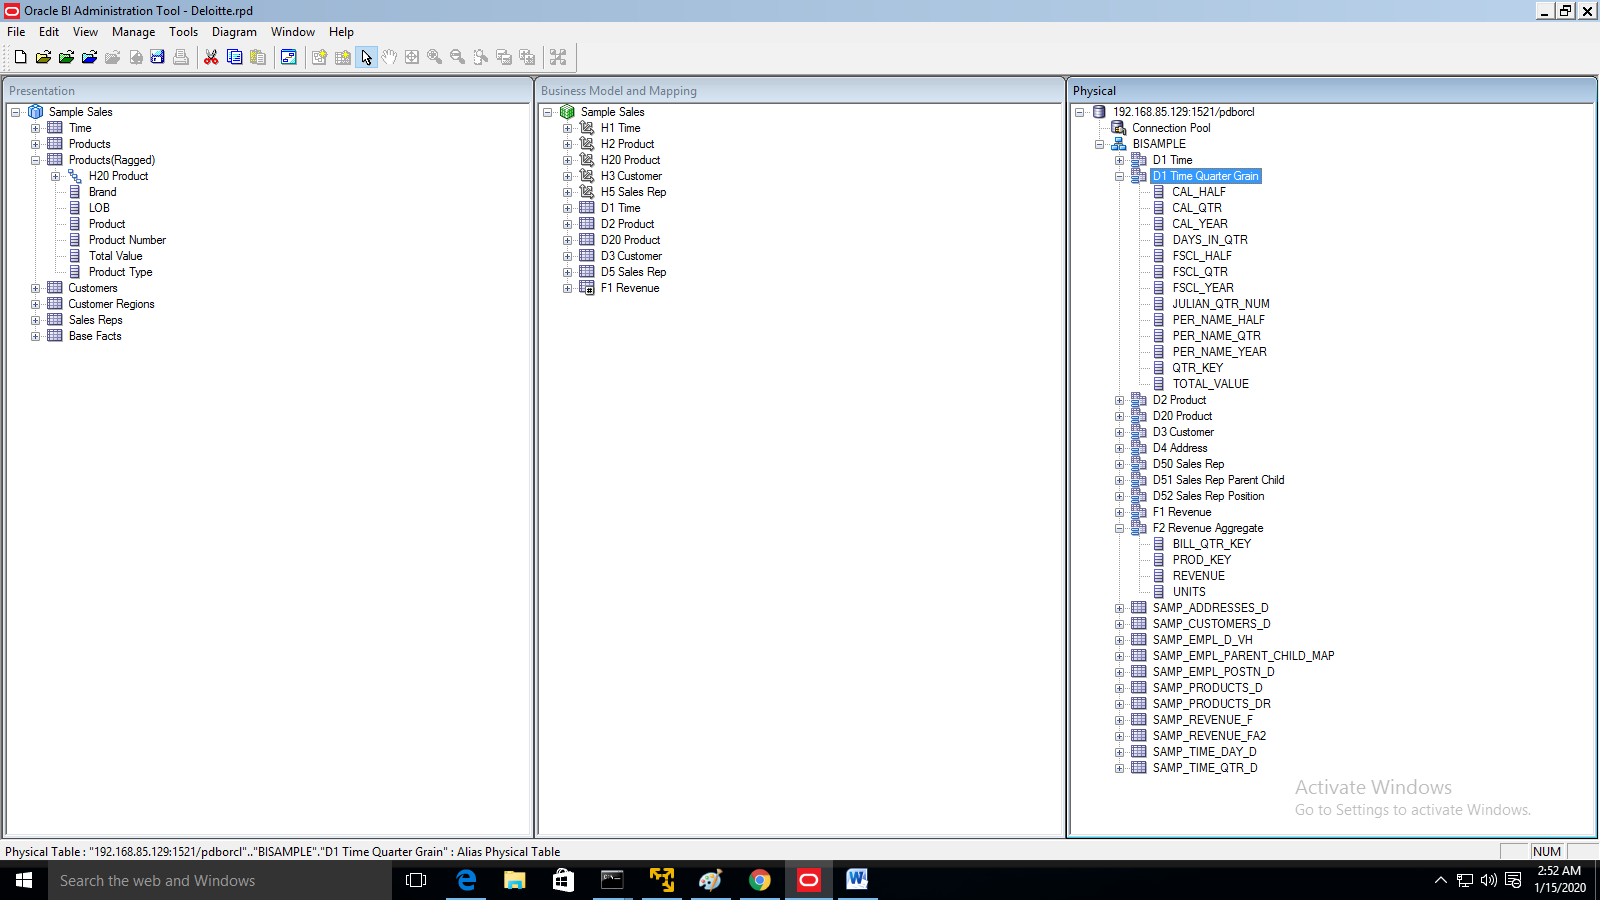 Oracle BI Administration Tool - Deloitte.rpd
File Edit View Manage Tools Diagram Window Help
Presentation
Sample Sales
Time
Products
Products(Ragged)
H20 Product
Brand
LOB
Product
Product Number
Total Value
Product Type
Customers
Customer Regions
Sales Reps
Base Facts
Business Model and Mapping
Sample Sales
H1 Time
H2 Product
H20 Product
H3 Customer
H5 Sales Rep
D1 Time
D2 Product
D20 Product
D3 Customer
D5 Sales Rep
F1 Revenue
Physical
192.168.85.129:1521/pdborcl
Connection Pool
BISAMPLE
D1 Time
D1 Time Quarter Grain
CAL_HALF
CAL_QTR
CAL_YEAR
DAYS_IN_QTR
FSCL_HALF
FSCL_QTR
FSCL_YEAR
JULIAN_QTR_NUM
PER_NAME_HALF
PER_NAME_QTR
PER_NAME_YEAR
QTR_KEY
TOTAL_VALUE
D2 Product
D20 Product
D3 Customer
D4 Address
D50 Sales Rep
D51 Sales Rep Parent Child
D52 Sales Rep Position
F1 Revenue
F2 Revenue Aggregate
BILL_QTR_KEY
PROD_KEY
REVENUE
UNITS
SAMP_ADDRESSES_D
SAMP_CUSTOMERS_D
SAMP_EMPL_D_VH
SAMP_EMPL_PARENT_CHILD_MAP
SAMP_EMPL_POSTN_D
SAMP_PRODUCTS_D
SAMP_PRODUCTS_DR
SAMP_REVENUE_F
SAMP_REVENUE_FA2
SAMP_TIME_DAY_D
SAMP_TIME_QTR_D
Activate Windows
Go to Settings to activate Windows.
Physical Table : "192.168.85.129:1521/pdborcl".."BISAMPLE"."D1 Time Quarter Grain" : Alias Physical Table
NUM
Search the web and Windows
2:52 AM
1/15/2020